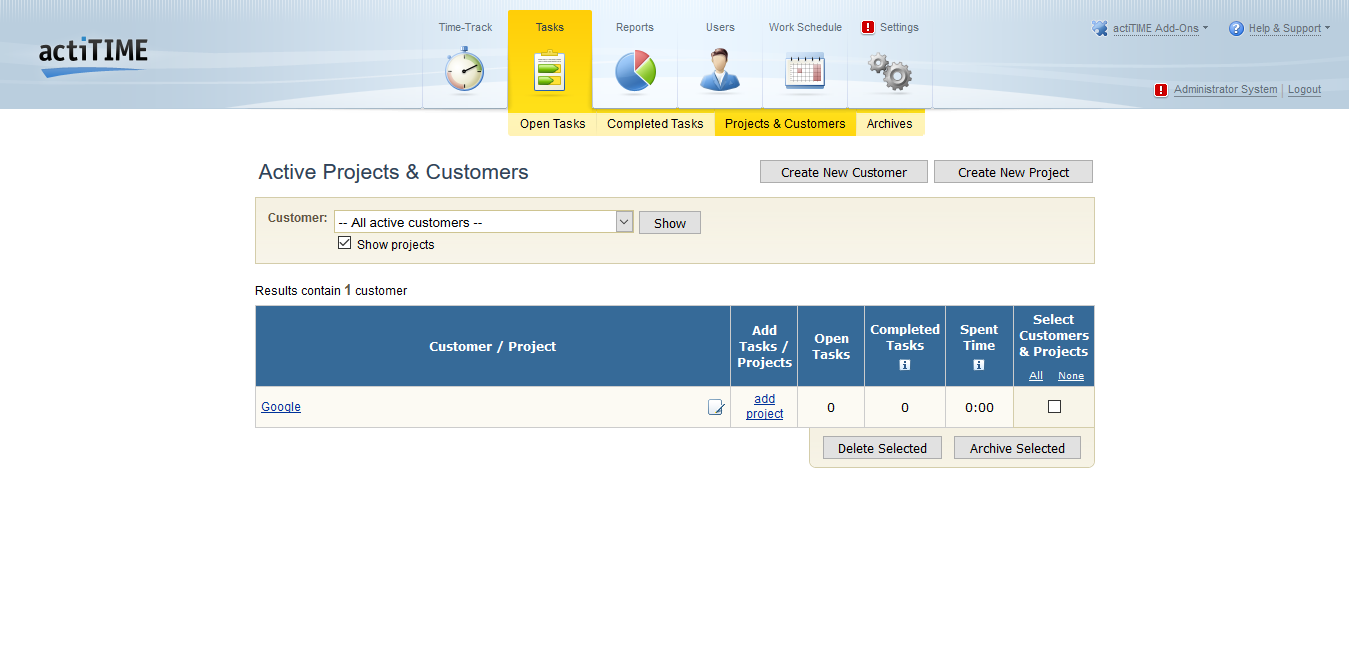 actiTIME
Time-Track
Tasks
Reports
Users
Work Schedule
! Settings
actiTIME Add-Ons
? Help & Support
! Administrator System | Logout
Open Tasks
Completed Tasks
Projects & Customers
Archives
Active Projects & Customers
Create New Customer
Create New Project
Customer:
-- All active customers --
Show
Show projects
Results contain 1 customer
Customer / Project
Add
Tasks /
Projects
Open
Tasks
Completed
Tasks
i
Spent
Time
i
Select
Customers
& Projects
All None
Google
add
project
0
0
0:00
Delete Selected
Archive Selected